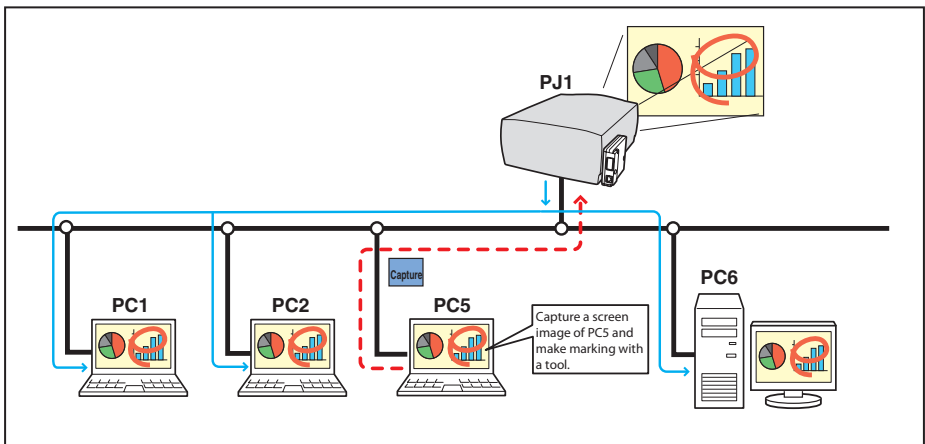 PJ1
Capture
PC6
PC1
PC2
PC5
Capture a screen
image of PC5 and
make marking with
a tool.